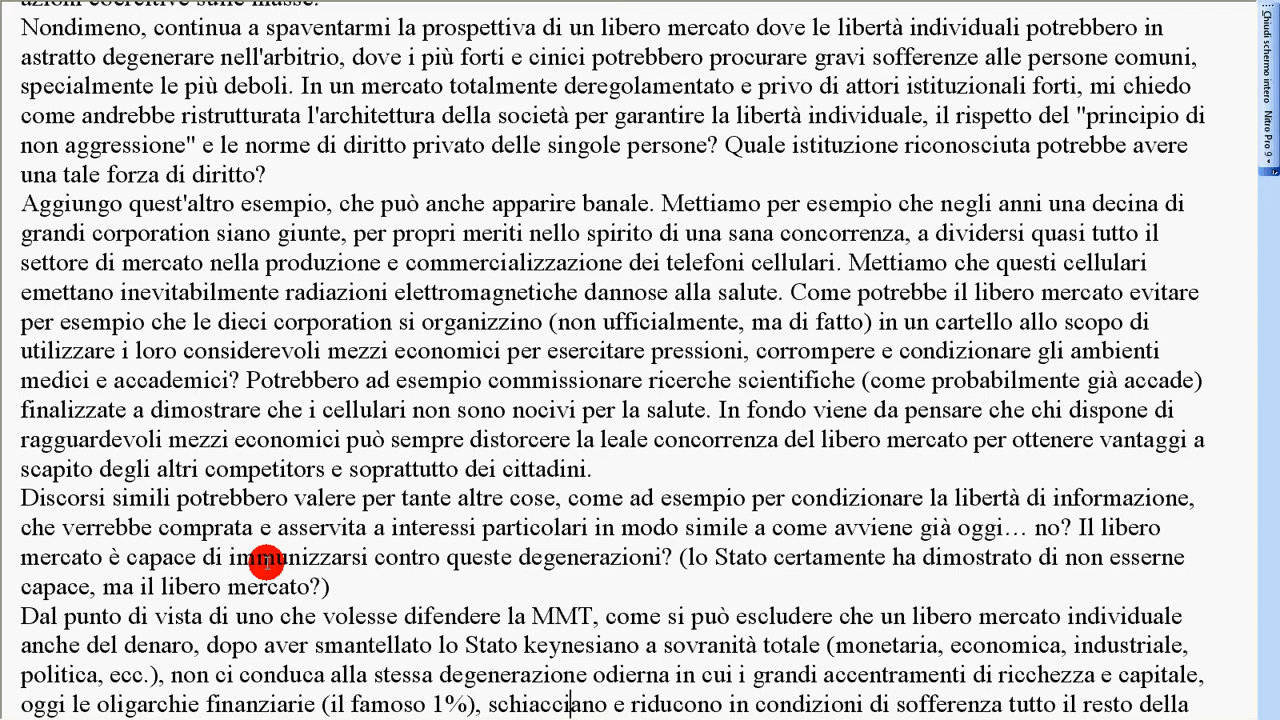 azioni coercitive sulle masse.
Nondimeno, continua a spaventarmi la prospettiva di un libero mercato dove le libertà individuali potrebbero in
astratto degenerare nell'arbitrio, dove i più forti e cinici potrebbero procurare gravi sofferenze alle persone comuni,
specialmente le più deboli. In un mercato totalmente deregolamentato e privo di attori istituzionali forti, mi chiedo
come andrebbe ristrutturata l'architettura della società per garantire la libertà individuale, il rispetto del "principio di
non aggressione" e le norme di diritto privato delle singole persone? Quale istituzione riconosciuta potrebbe avere
una tale forza di diritto?
Aggiungo quest'altro esempio, che può anche apparire banale. Mettiamo per esempio che negli anni una decina di
grandi corporation siano giunte, per propri meriti nello spirito di una sana concorrenza, a dividersi quasi tutto il
settore di mercato nella produzione e commercializzazione dei telefoni cellulari. Mettiamo che questi cellulari
emettano inevitabilmente radiazioni elettromagnetiche dannose alla salute. Come potrebbe il libero mercato evitare
per esempio che le dieci corporation si organizzino (non ufficialmente, ma di fatto) in un cartello allo scopo di
utilizzare i loro considerevoli mezzi economici per esercitare pressioni, corrompere e condizionare gli ambienti
medici e accademici? Potrebbero ad esempio commissionare ricerche scientifiche (come probabilmente già accade)
finalizzate a dimostrare che i cellulari non sono nocivi per la salute. In fondo viene da pensare che chi dispone di
ragguardevoli mezzi economici può sempre distorcere la leale concorrenza del libero mercato per ottenere vantaggi a
scapito degli altri competitors e soprattutto dei cittadini.
Discorsi simili potrebbero valere per tante altre cose, come ad esempio per condizionare la libertà di informazione,
che verrebbe comprata e asservita a interessi particolari in modo simile a come avviene già oggi… no? Il libero
mercato è capace di immunizzarsi contro queste degenerazioni? (lo Stato certamente ha dimostrato di non esserne
capace, ma il libero mercato?)
Dal punto di vista di uno che volesse difendere la MMT, come si può escludere che un libero mercato individuale
anche del denaro, dopo aver smantellato lo Stato keynesiano a sovranità totale (monetaria, economica, industriale,
politica, ecc.), non ci conduca alla stessa degenerazione odierna in cui i grandi accentramenti di ricchezza e capitale,
oggi le oligarchie finanziarie (il famoso 1%), schiacciano e riducono in condizioni di sofferenza tutto il resto della
Chiudi schermo intero
Nitro Pro 9